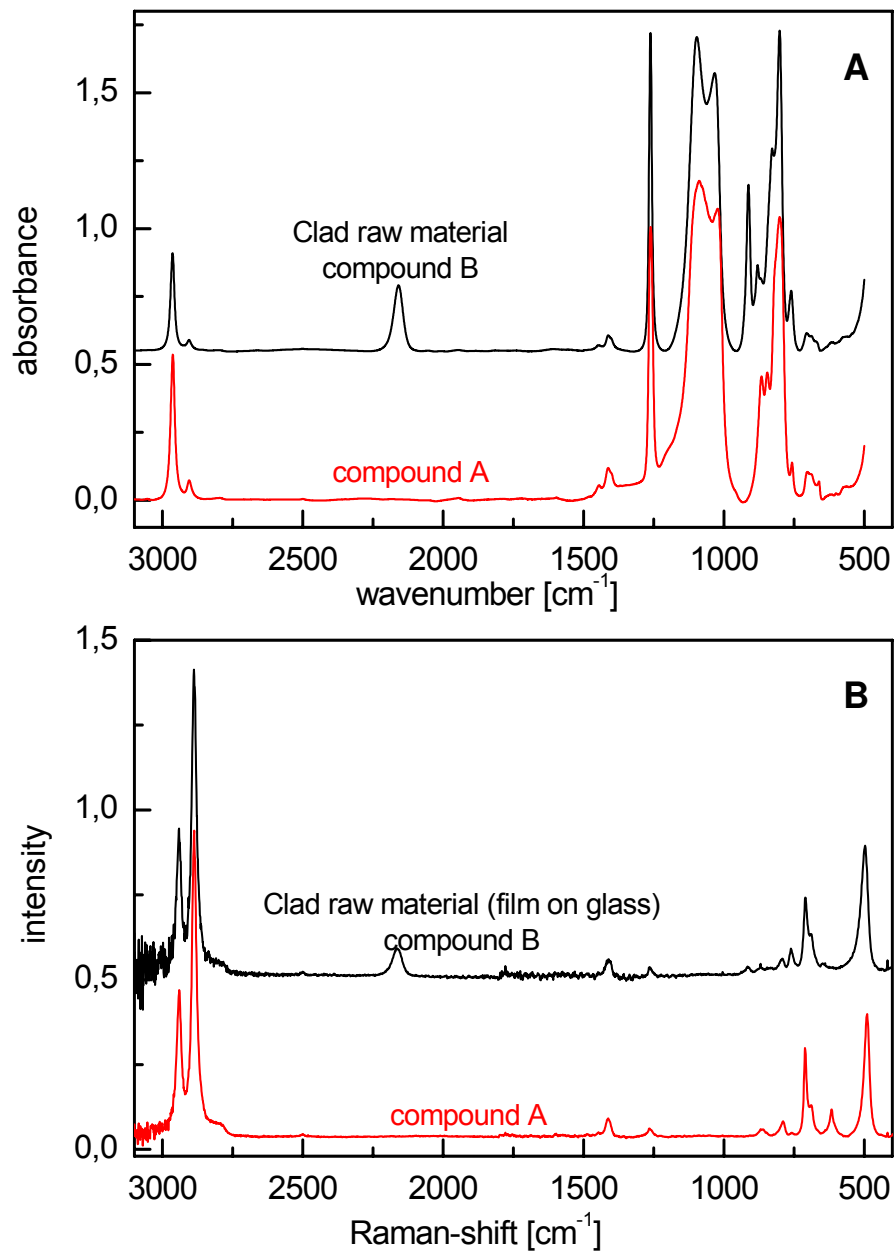 A
1,5
1,0
0,5
0,0
absorbance
Clad raw material
compound B
compound A
3000 2500 2000 1500 1000 500
wavenumber [cm⁻¹]
B
1,5
1,0
0,5
0,0
intensity
Clad raw material (film on glass)
compound B
compound A
3000 2500 2000 1500 1000 500
Raman-shift [cm⁻¹]